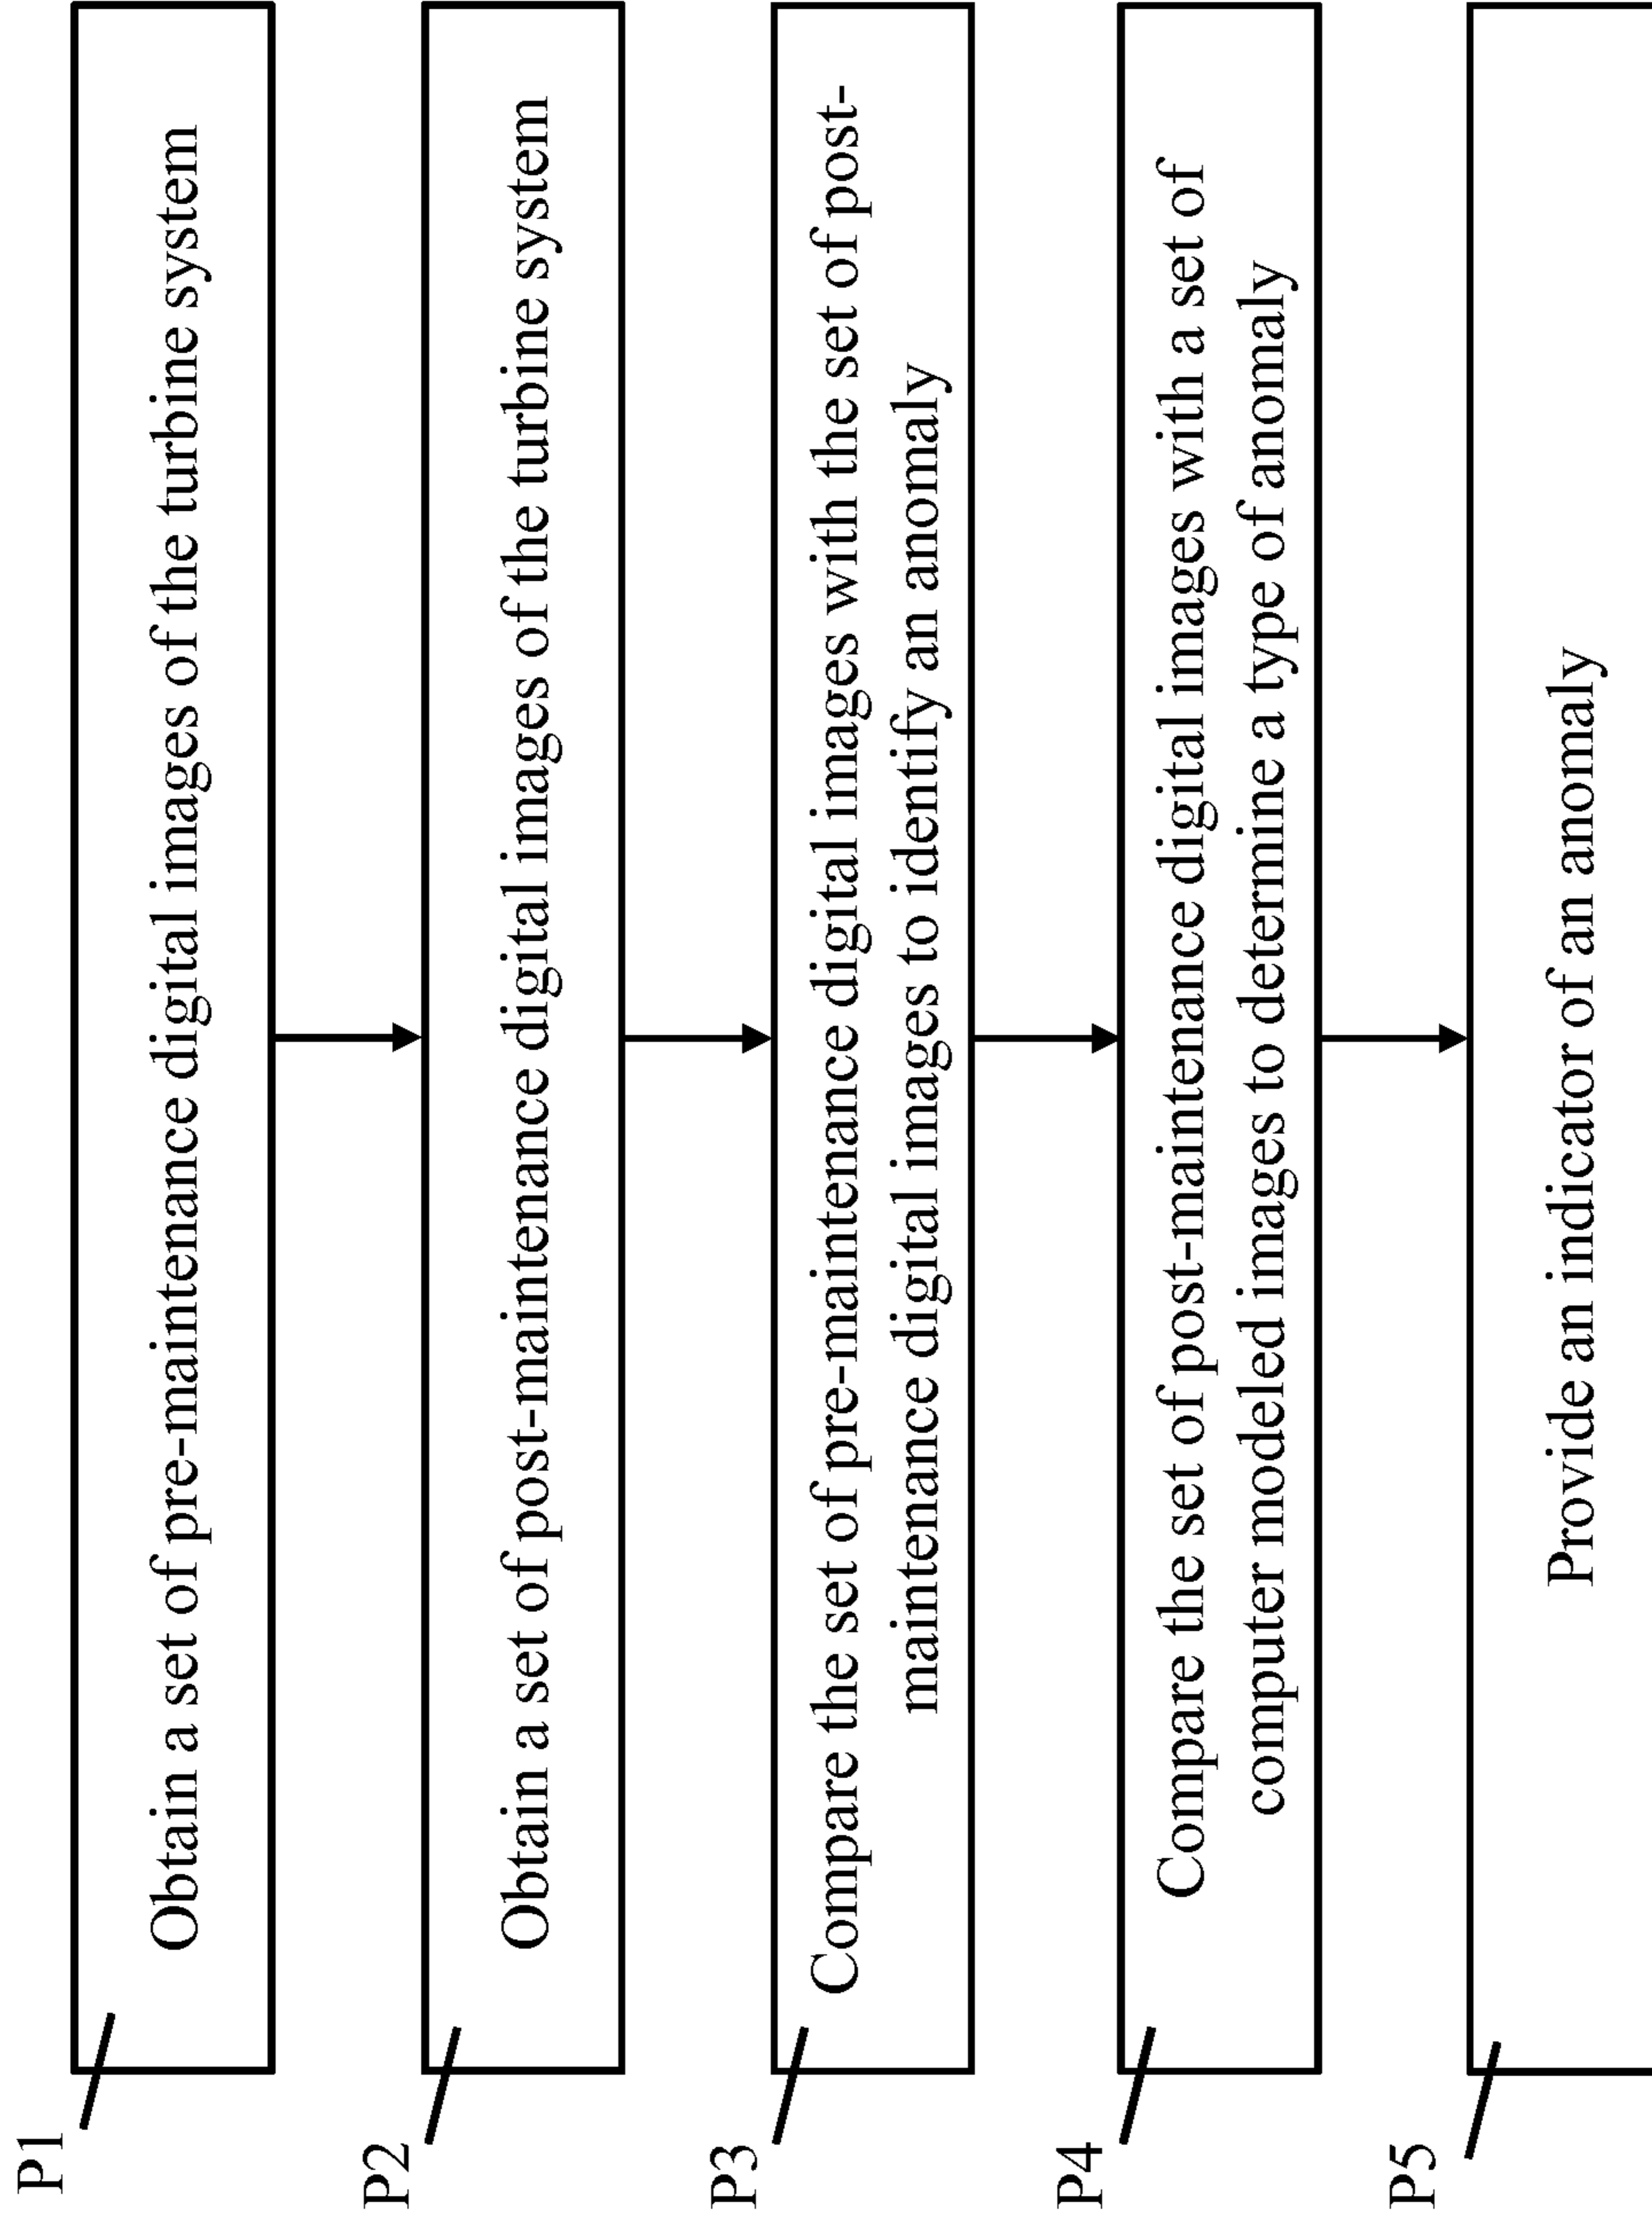 P1
Obtain a set of pre-maintenance digital images of the turbine system
P2
Obtain a set of post-maintenance digital images of the turbine system
P3
Compare the set of pre-maintenance digital images with the set of post-
maintenance digital images to identify an anomaly
P4
Compare the set of post-maintenance digital images with a set of
computer modeled images to determine a type of anomaly
P5
Provide an indicator of an anomaly